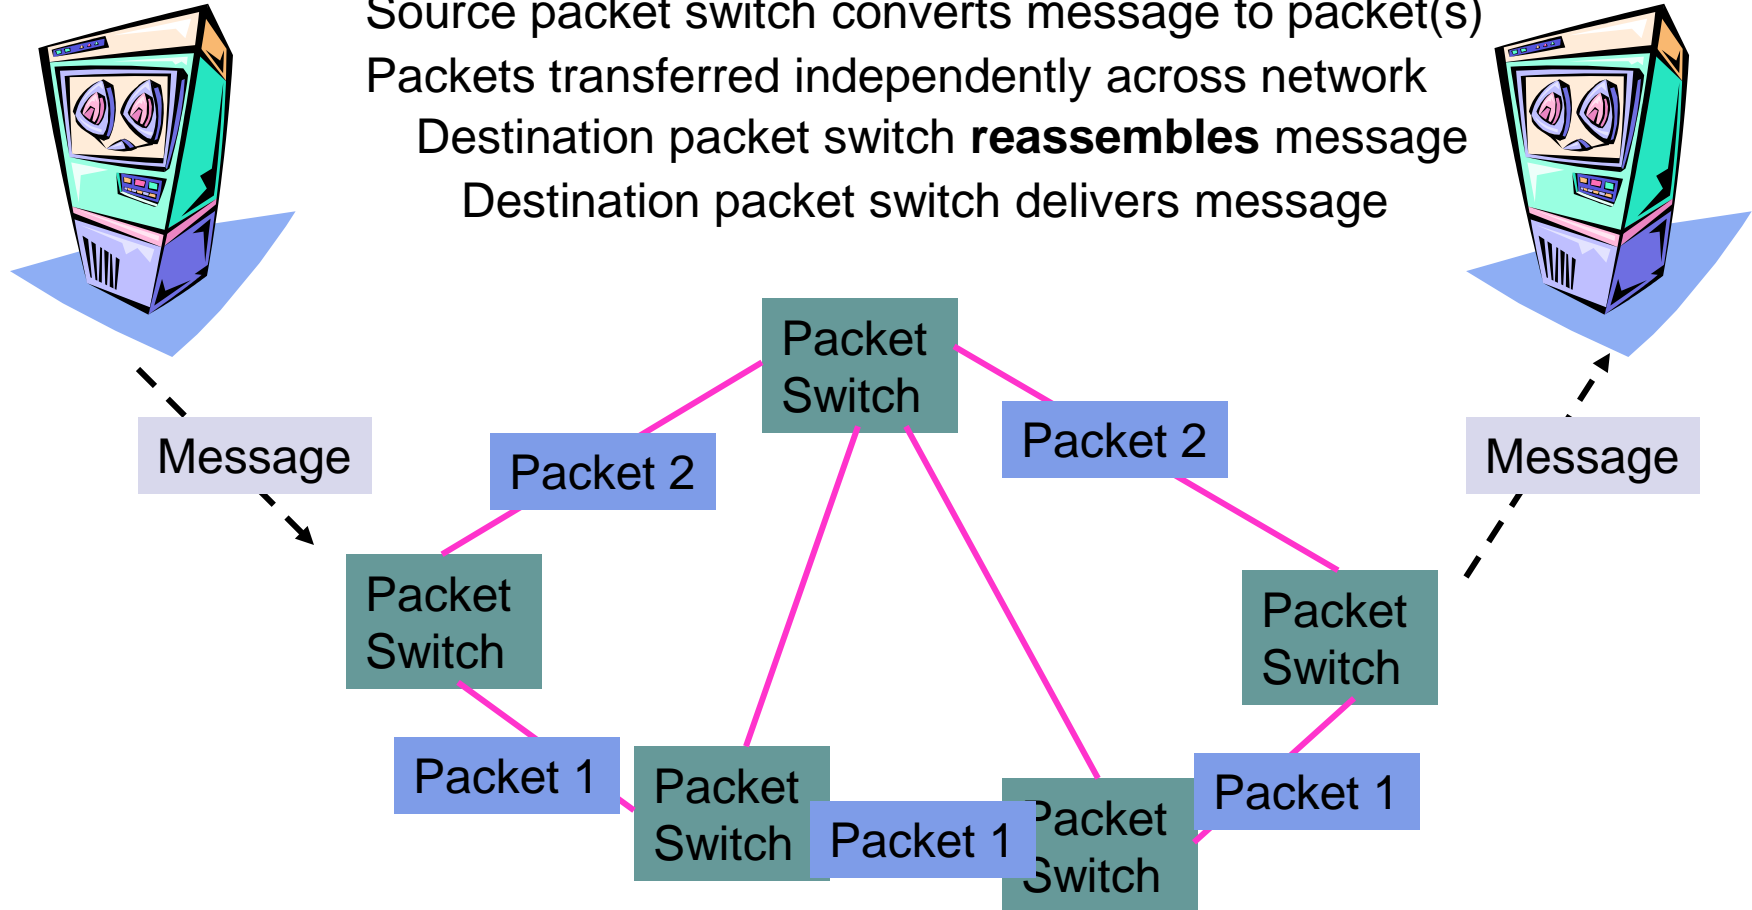 Source packet switch converts message to packet(s)
Packets transferred independently across network
Destination packet switch reassembles message
Destination packet switch delivers message
Packet
Switch
Message
Packet 2
Packet 2
Message
Packet
Switch
Packet
Switch
Packet 1
Packet
Switch
Packet 1
Packet
Switch
Packet 1